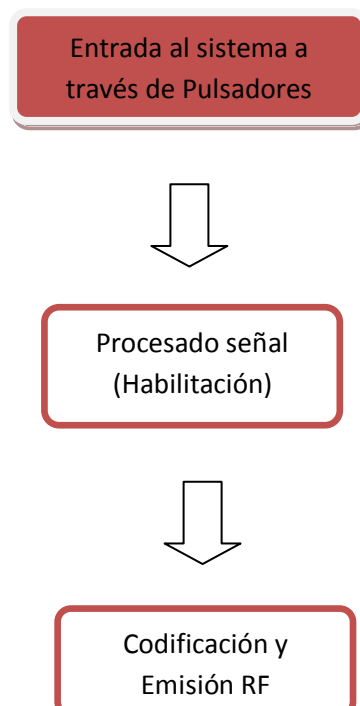 Entrada al sistema a
través de Pulsadores
Procesado señal
(Habilitación)
Codificación y
Emisión RF